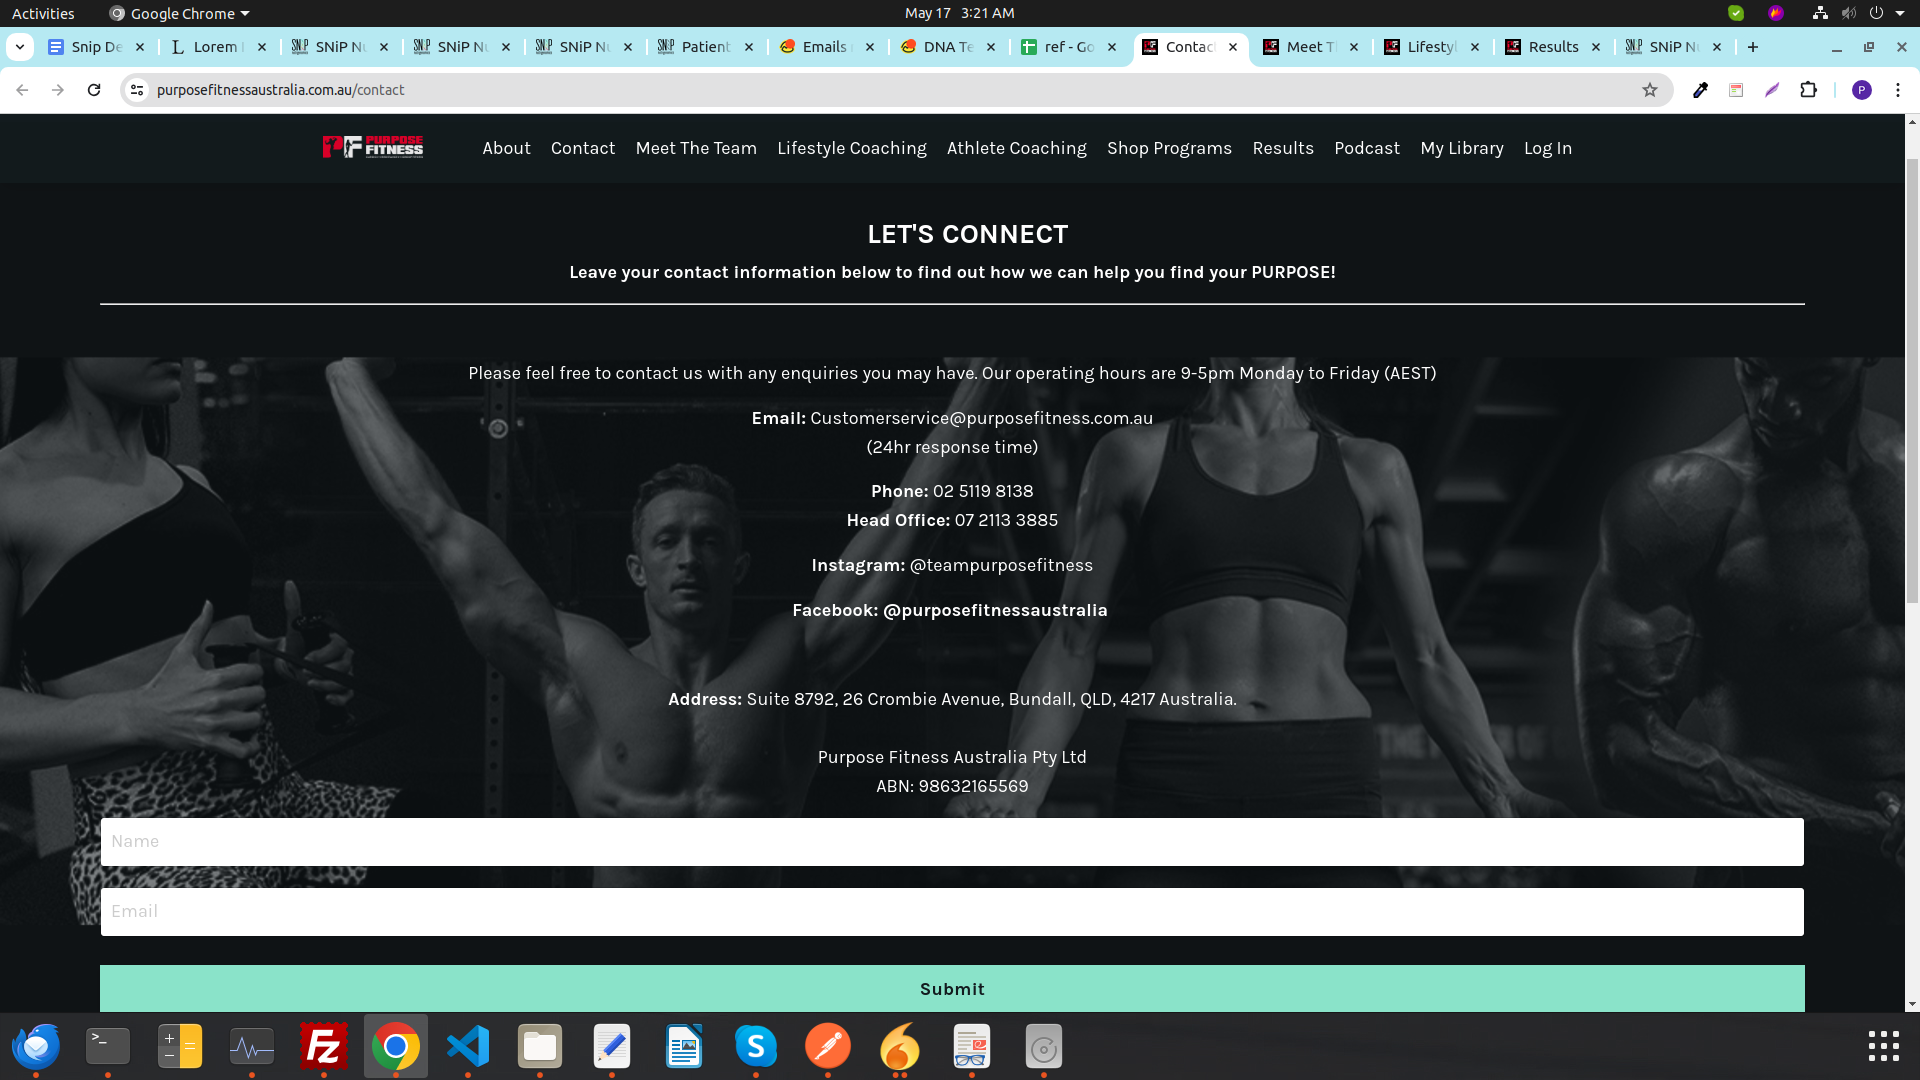 Activities
Google Chrome
May 17 3:21 AM
Snip De
Lorem
SNiP Nu
SNiP Nu
SNiP Nu
Patient
Emails
DNA Te
ref - Go
Contac
Meet T
Lifestyl
Results
SNiP Nu
purposefitnessaustralia.com.au/contact
P
PF PURPOSE FITNESS
About
Contact
Meet The Team
Lifestyle Coaching
Athlete Coaching
Shop Programs
Results
Podcast
My Library
Log In
LET'S CONNECT
Leave your contact information below to find out how we can help you find your PURPOSE!
Please feel free to contact us with any enquiries you may have. Our operating hours are 9-5pm Monday to Friday (AEST)
Email: Customerservice@purposefitness.com.au
(24hr response time)
Phone: 02 5119 8138
Head Office: 07 2113 3885
Instagram: @teampurposefitness
Facebook: @purposefitnessaustralia
Address: Suite 8792, 26 Crombie Avenue, Bundall, QLD, 4217 Australia.
Purpose Fitness Australia Pty Ltd
ABN: 98632165569
Name
Email
Submit